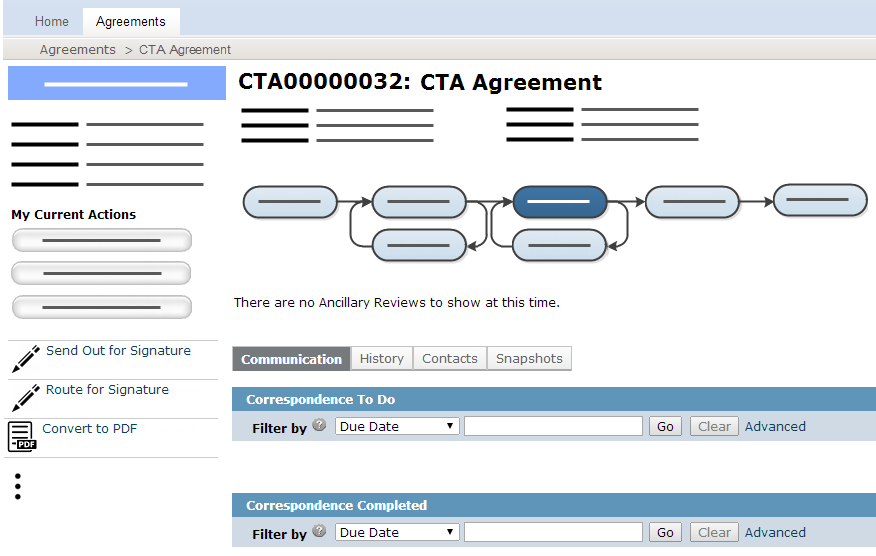 Home
Agreements
Agreements > CTA Agreement
CTA00000032: CTA Agreement
My Current Actions
Send Out for Signature
Route for Signature
PDF
Convert to PDF
There are no Ancillary Reviews to show at this time.
Communication
History
Contacts
Snapshots
Correspondence To Do
Filter by ? Due Date Go Clear Advanced
Correspondence Completed
Filter by ? Due Date Go Clear Advanced